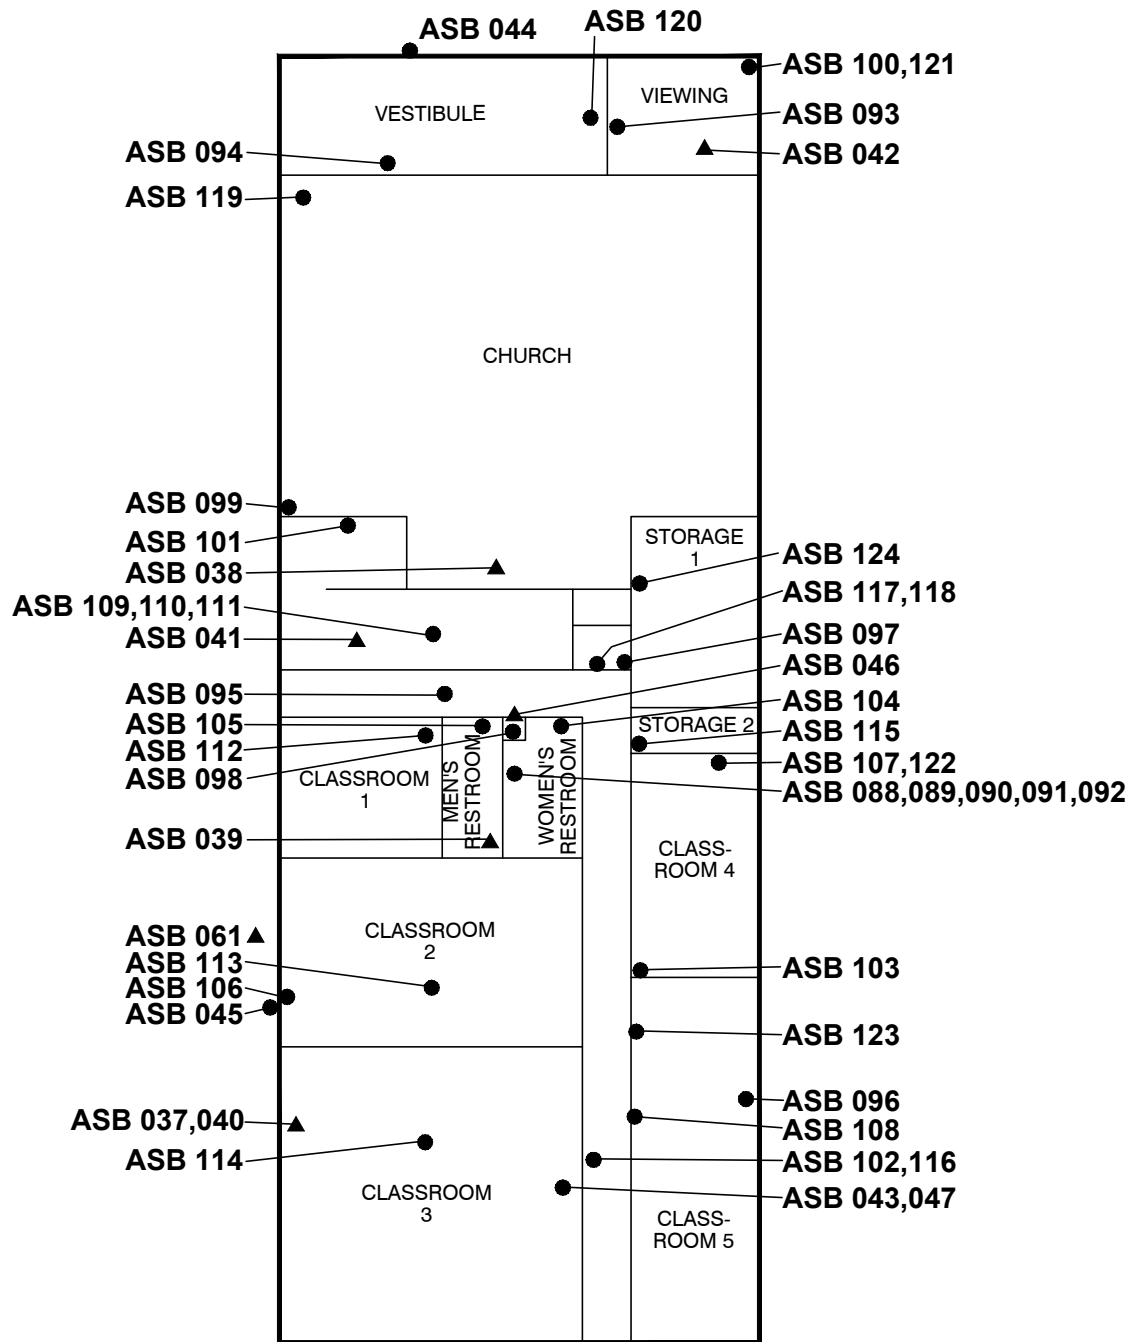 ASB 044
ASB 120
ASB 100,121
VIEWING
VESTIBULE
ASB 093
ASB 094
ASB 042
ASB 119
CHURCH
ASB 099
ASB 101
STORAGE
1
ASB 124
ASB 038
ASB 117,118
ASB 109,110,111
ASB 041
ASB 097
ASB 046
ASB 095
ASB 104
ASB 105
STORAGE 2
ASB 115
ASB 112
ASB 107,122
ASB 098
CLASSROOM
1
MEN'S
RESTROOM
WOMEN'S
RESTROOM
ASB 088,089,090,091,092
ASB 039
CLASS-
ROOM 4
ASB 061
CLASSROOM
2
ASB 113
ASB 103
ASB 106
ASB 045
ASB 123
ASB 096
ASB 037,040
ASB 108
ASB 114
ASB 102,116
CLASSROOM
3
ASB 043,047
CLASS-
ROOM 5